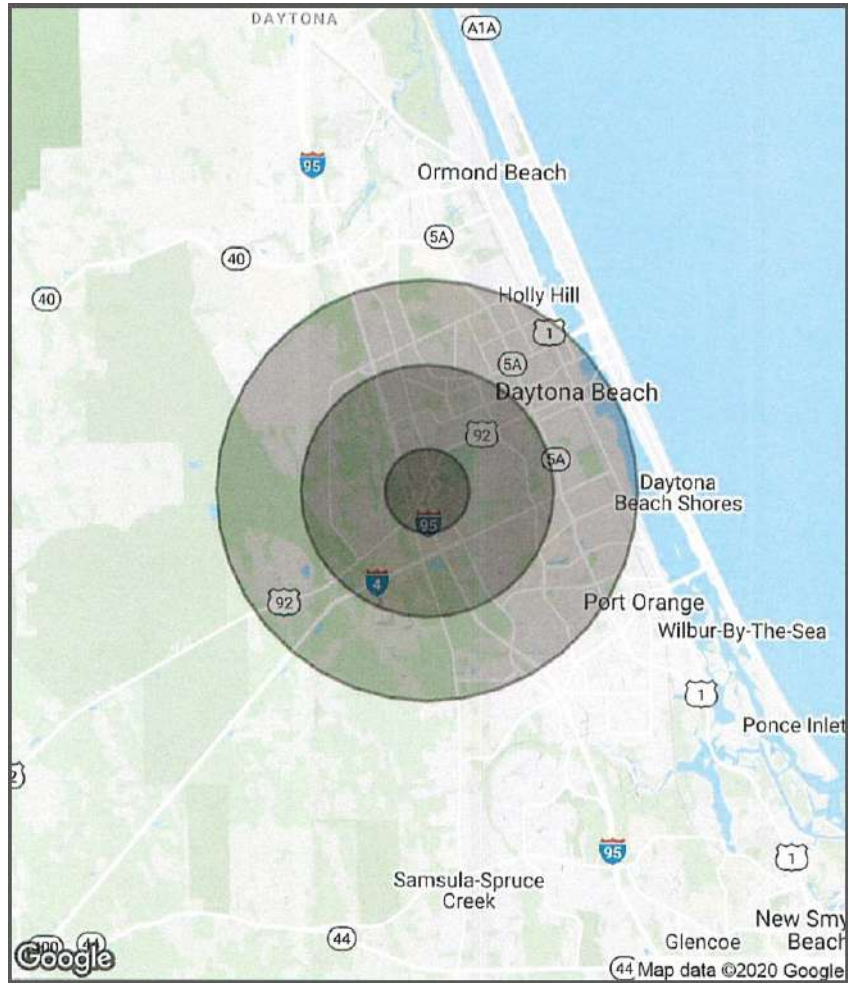 DAYTONA
A1A
95
Ormond Beach
5A
40
40
Holly Hill
1
5A
Daytona Beach
92
5A
Daytona
Beach Shores
95
4
92
Port Orange
Wilbur-By-The-Sea
1
Ponce Inlet
95
1
Samsula-Spruce
Creek
New Smy
Beach
44
Glencoe
44
44
Google
Map data ©2020 Google